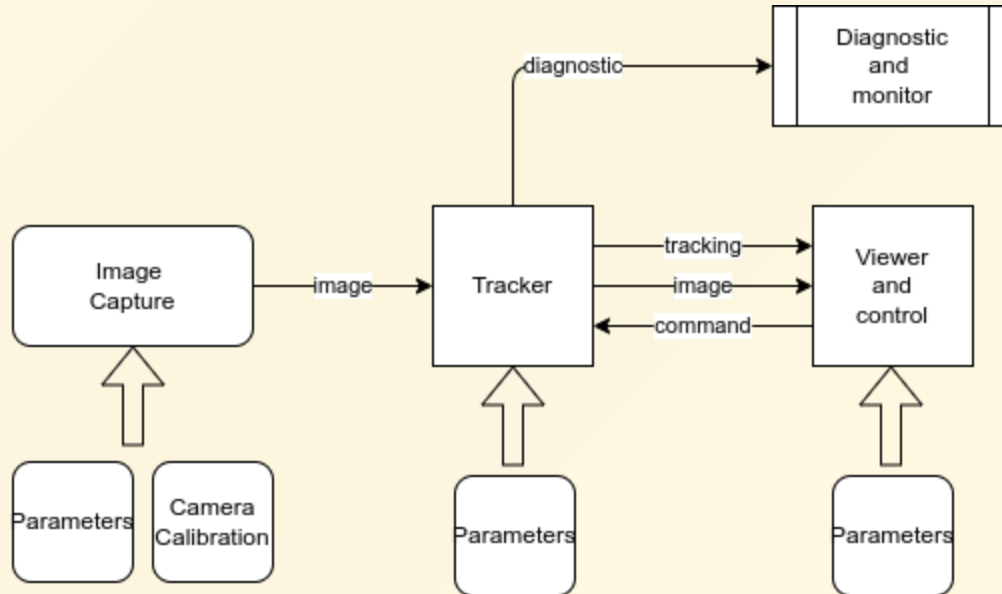 Diagnostic
and
monitor
diagnostic
Image
Capture
image
Tracker
tracking
image
command
Viewer
and
control
Parameters
Camera
Calibration
Parameters
Parameters